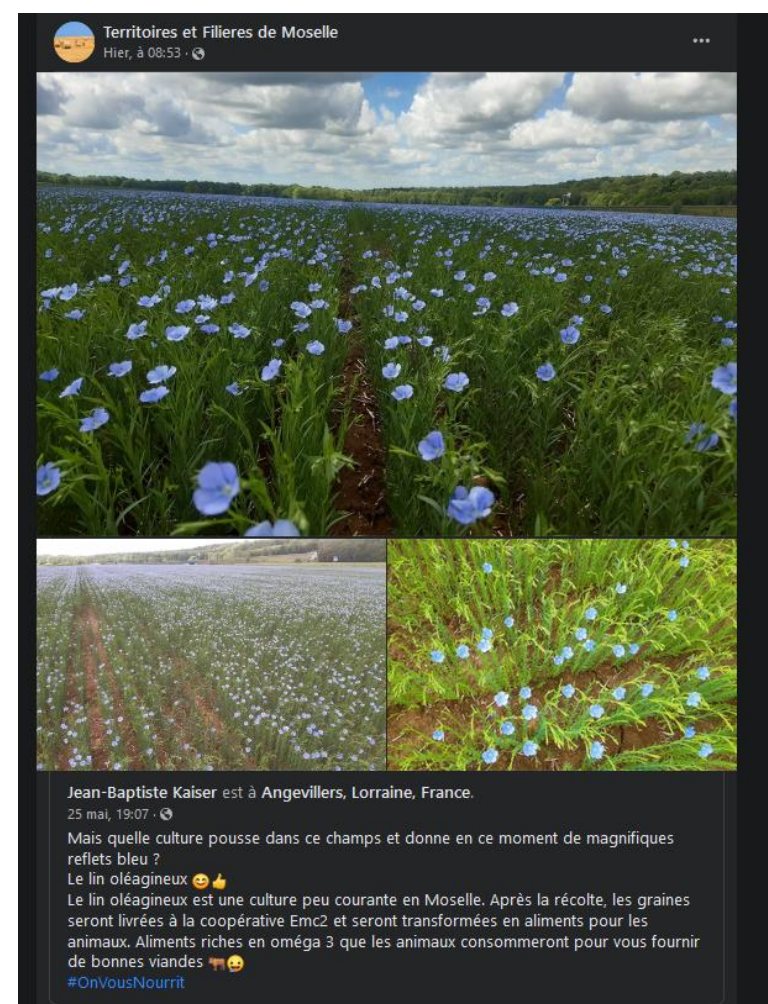 Territoires et Filieres de Moselle
Hier, à 08:53 ·
Jean-Baptiste Kaiser est à Angevillers, Lorraine, France.
25 mai, 19:07 ·
Mais quelle culture pousse dans ce champs et donne en ce moment de magnifiques
reflets bleu ?
Le lin oléagineux 😊👍
Le lin oléagineux est une culture peu courante en Moselle. Après la récolte, les graines
seront livrées à la coopérative Emc2 et seront transformées en aliments pour les
animaux. Aliments riches en oméga 3 que les animaux consommeront pour vous fournir
de bonnes viandes 🐂😜
#OnVousNourrit